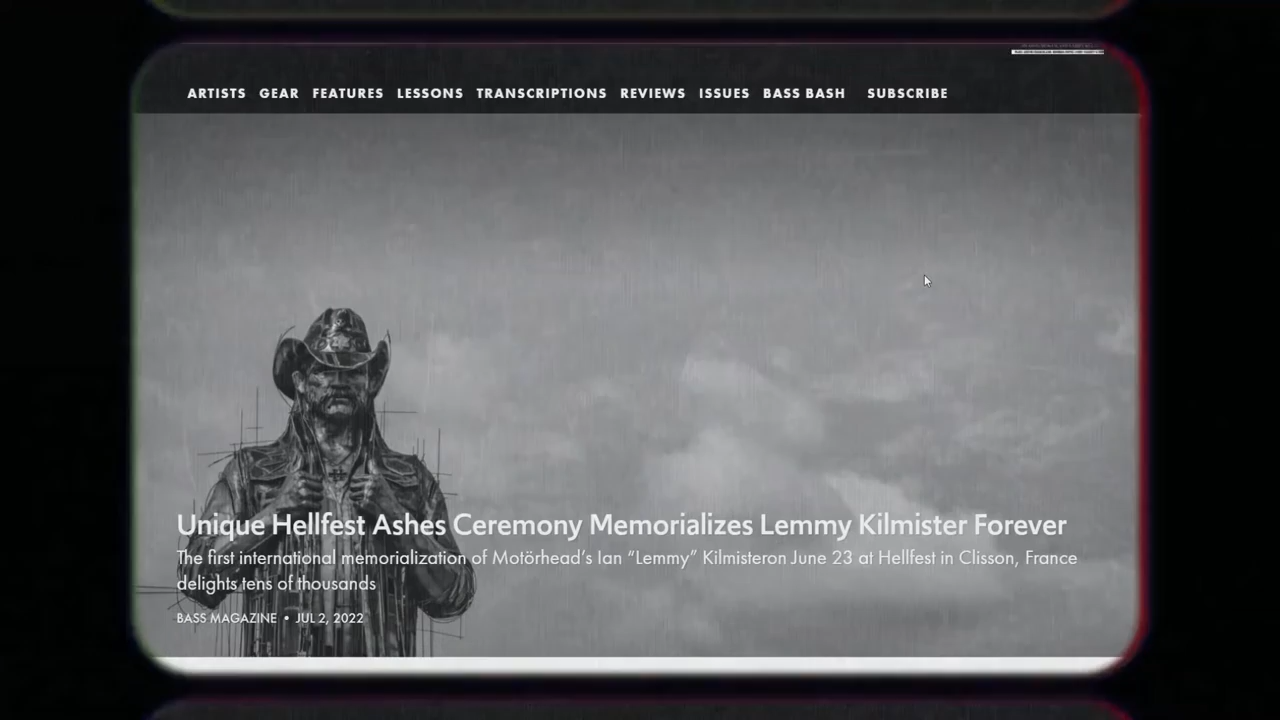 ARTISTS GEAR FEATURES LESSONS TRANSCRIPTIONS REVIEWS ISSUES BASS BASH SUBSCRIBE
Unique Hellfest Ashes Ceremony Memorializes Lemmy Kilmister Forever
The first international memorialization of Motörhead’s Ian “Lemmy” Kilmisteron June 23 at Hellfest in Clisson, France
delights tens of thousands
BASS MAGAZINE • JUL 2, 2022